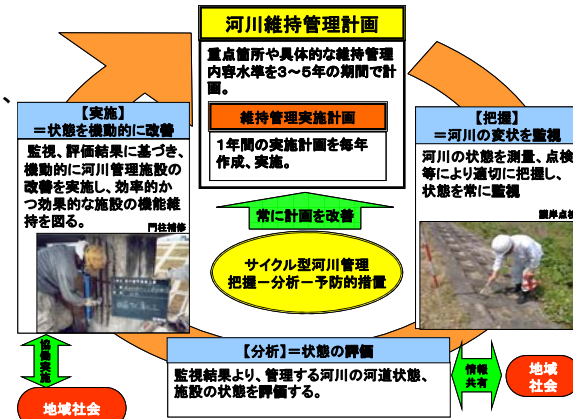 河川維持管理計画
重点箇所や具体的な維持管理
内容水準を3～5年の期間で計
画。
維持管理実施計画
1年間の実施計画を毎年
作成、実施。
、
【実施】
＝状態を機動的に改善
監視、評価結果に基づき、
機動的に河川管理施設の
改善を実施し、効率的か
つ効果的な施設の機能維
持を図る。
門柱補修
【把握】
＝河川の変状を監視
河川の状態を測量、点検
等により適切に把握し、
状態を常に監視
護岸点検
常に計画を改善
サイクル型河川管理
把握－分析－予防的措置
【分析】＝状態の評価
監視結果より、管理する河川の河道状態、
施設の状態を評価する。
協働
実施
地域社会
情報
共有
地域
社会